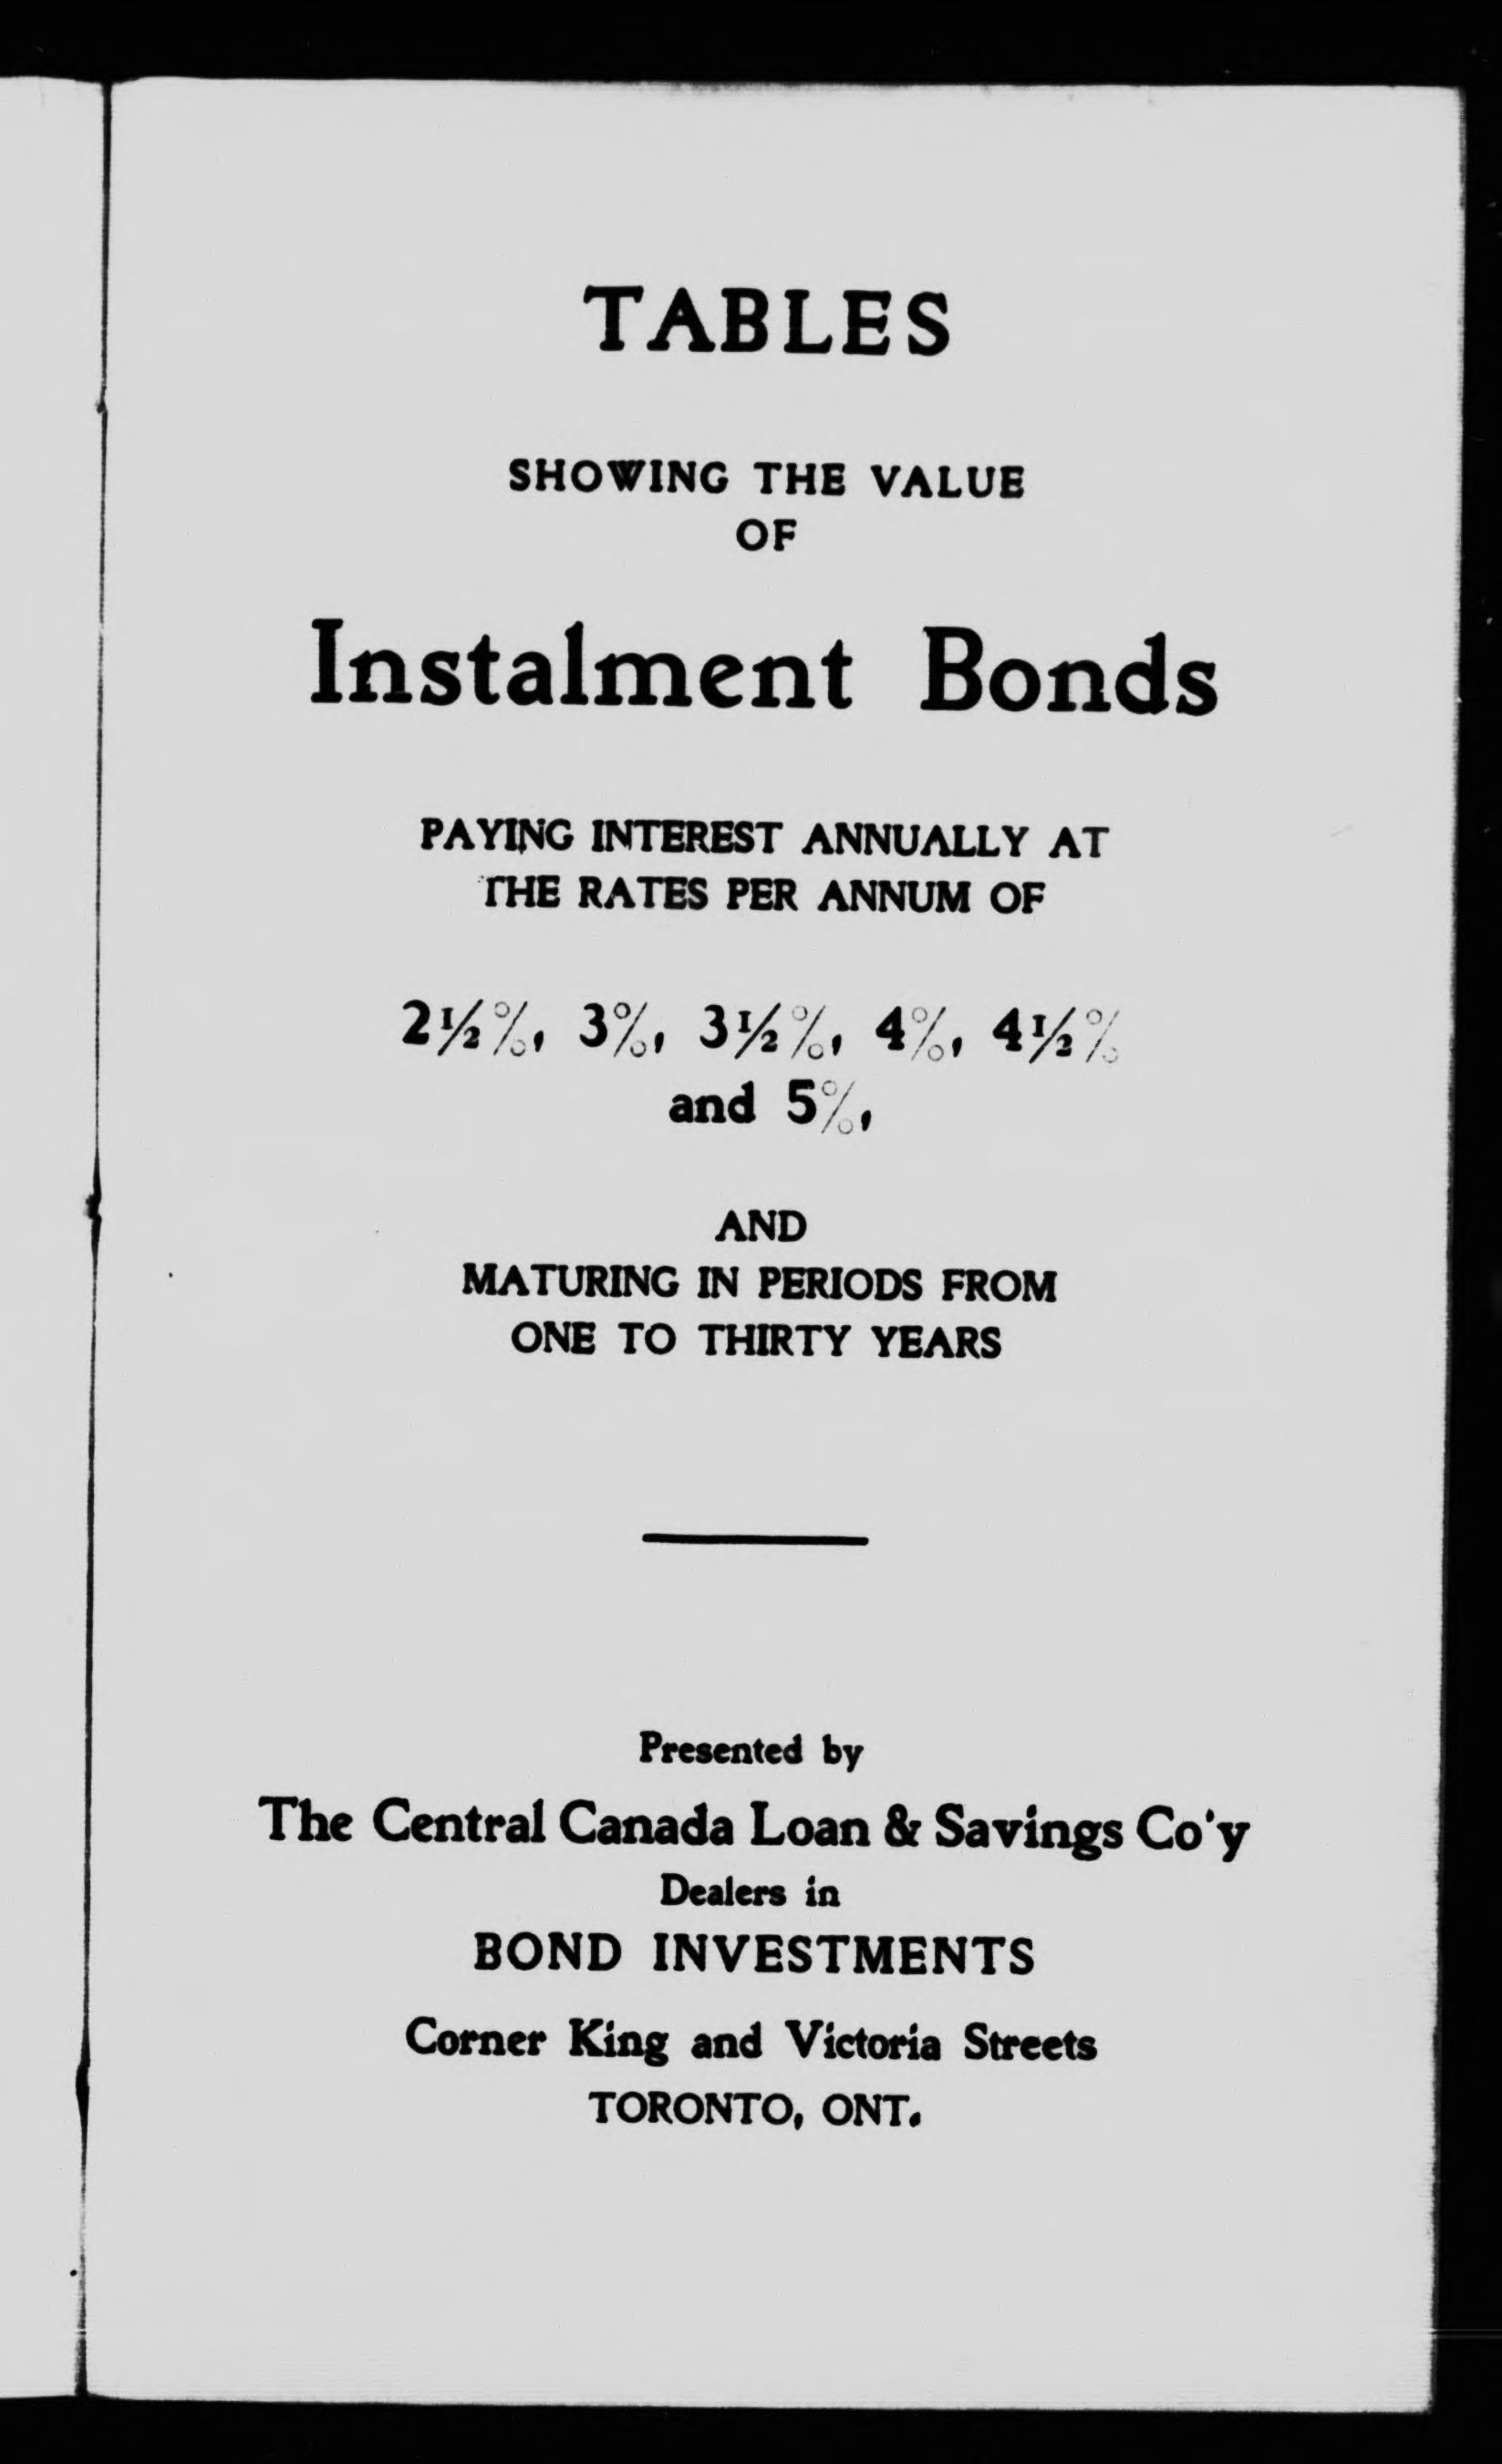 TABLES
SHOWING THE VALUE
OF
Instalment Bonds
PAYING INTEREST ANNUALLY AT
THE RATES PER ANNUM OF
2½%, 3%, 3½%, 4%, 4½%
and 5%,
AND
MATURING IN PERIODS FROM
ONE TO THIRTY YEARS
Presented by
The Central Canada Loan & Savings Co'y
Dealers in
BOND INVESTMENTS
Corner King and Victoria Streets
TORONTO, ONT.